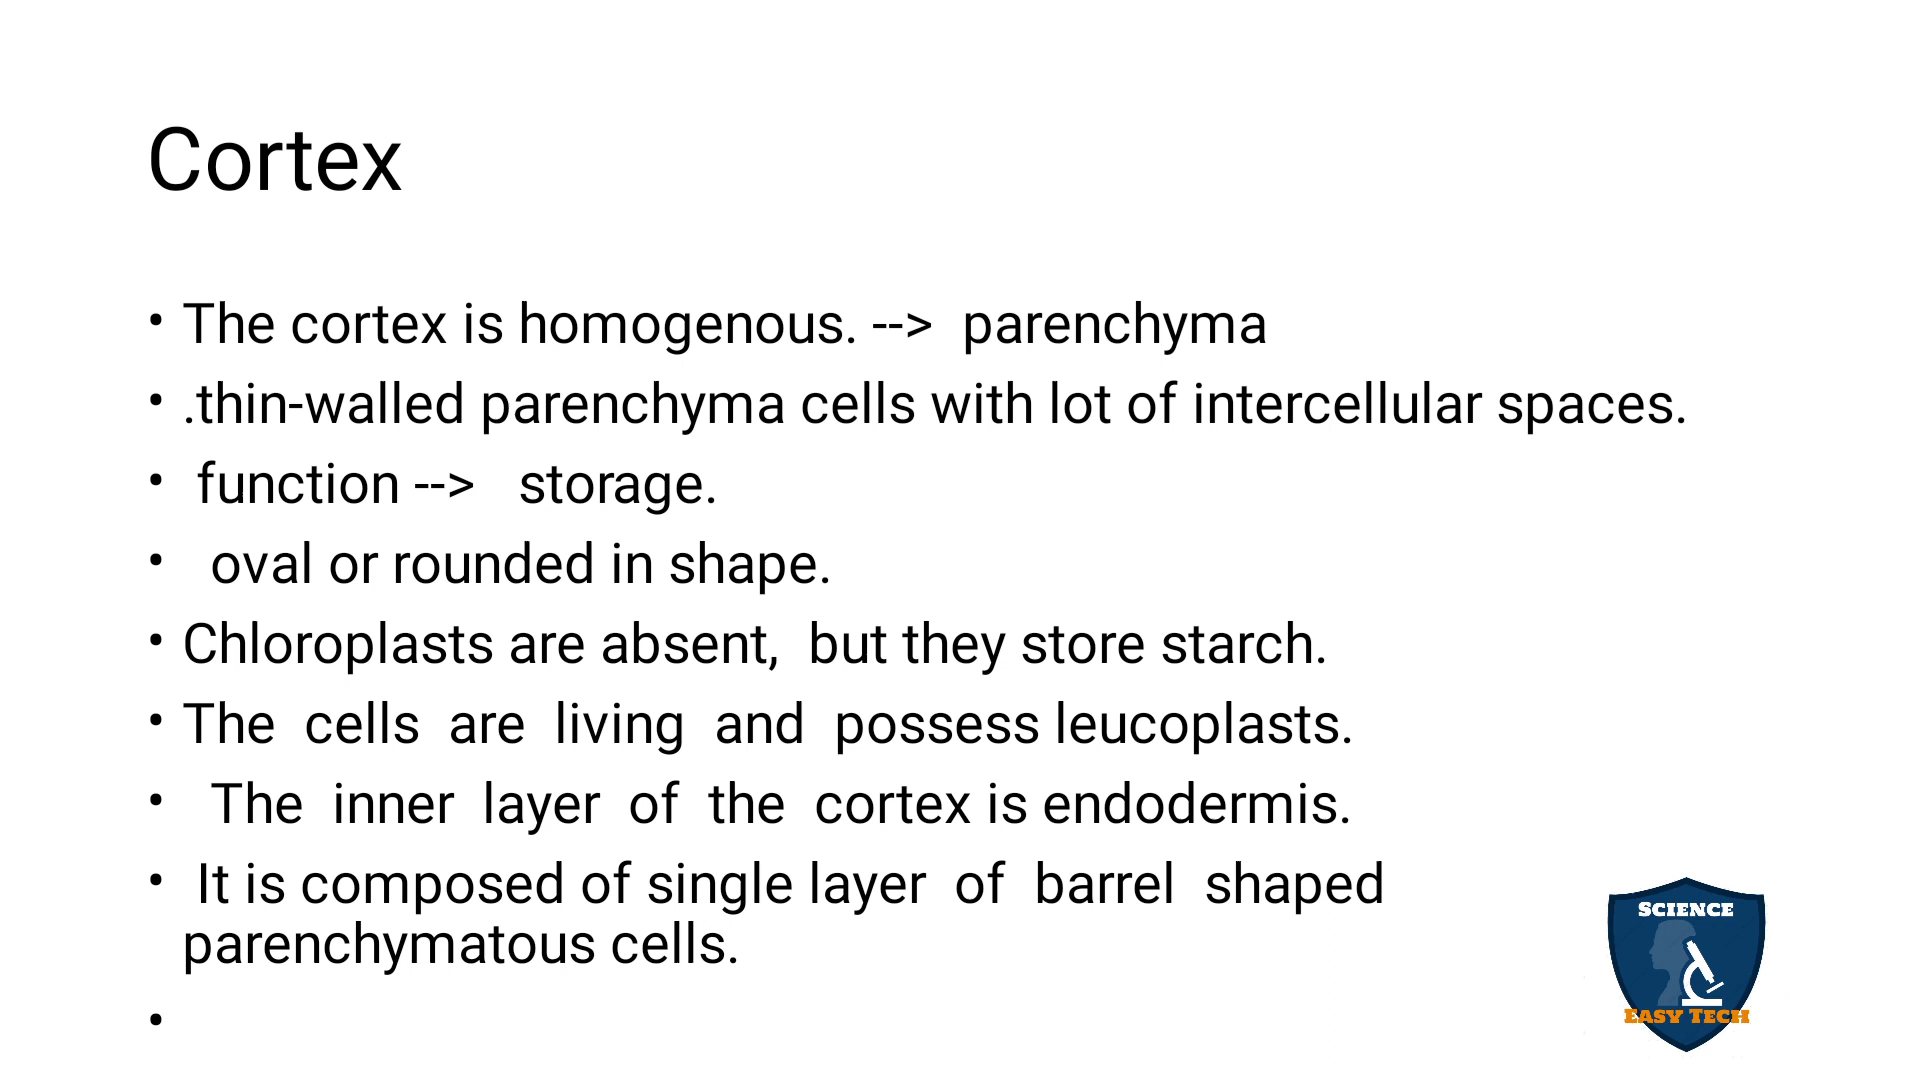 Cortex
• The cortex is homogenous. -->  parenchyma
• .thin-walled parenchyma cells with lot of intercellular spaces.
•  function -->   storage.
•   oval or rounded in shape.
• Chloroplasts are absent,  but they store starch.
• The  cells  are  living  and  possess leucoplasts.
•   The  inner  layer  of  the  cortex is endodermis.
•  It is composed of single layer  of  barrel  shaped
parenchymatous cells.
•
SCIENCE
EASY TECH